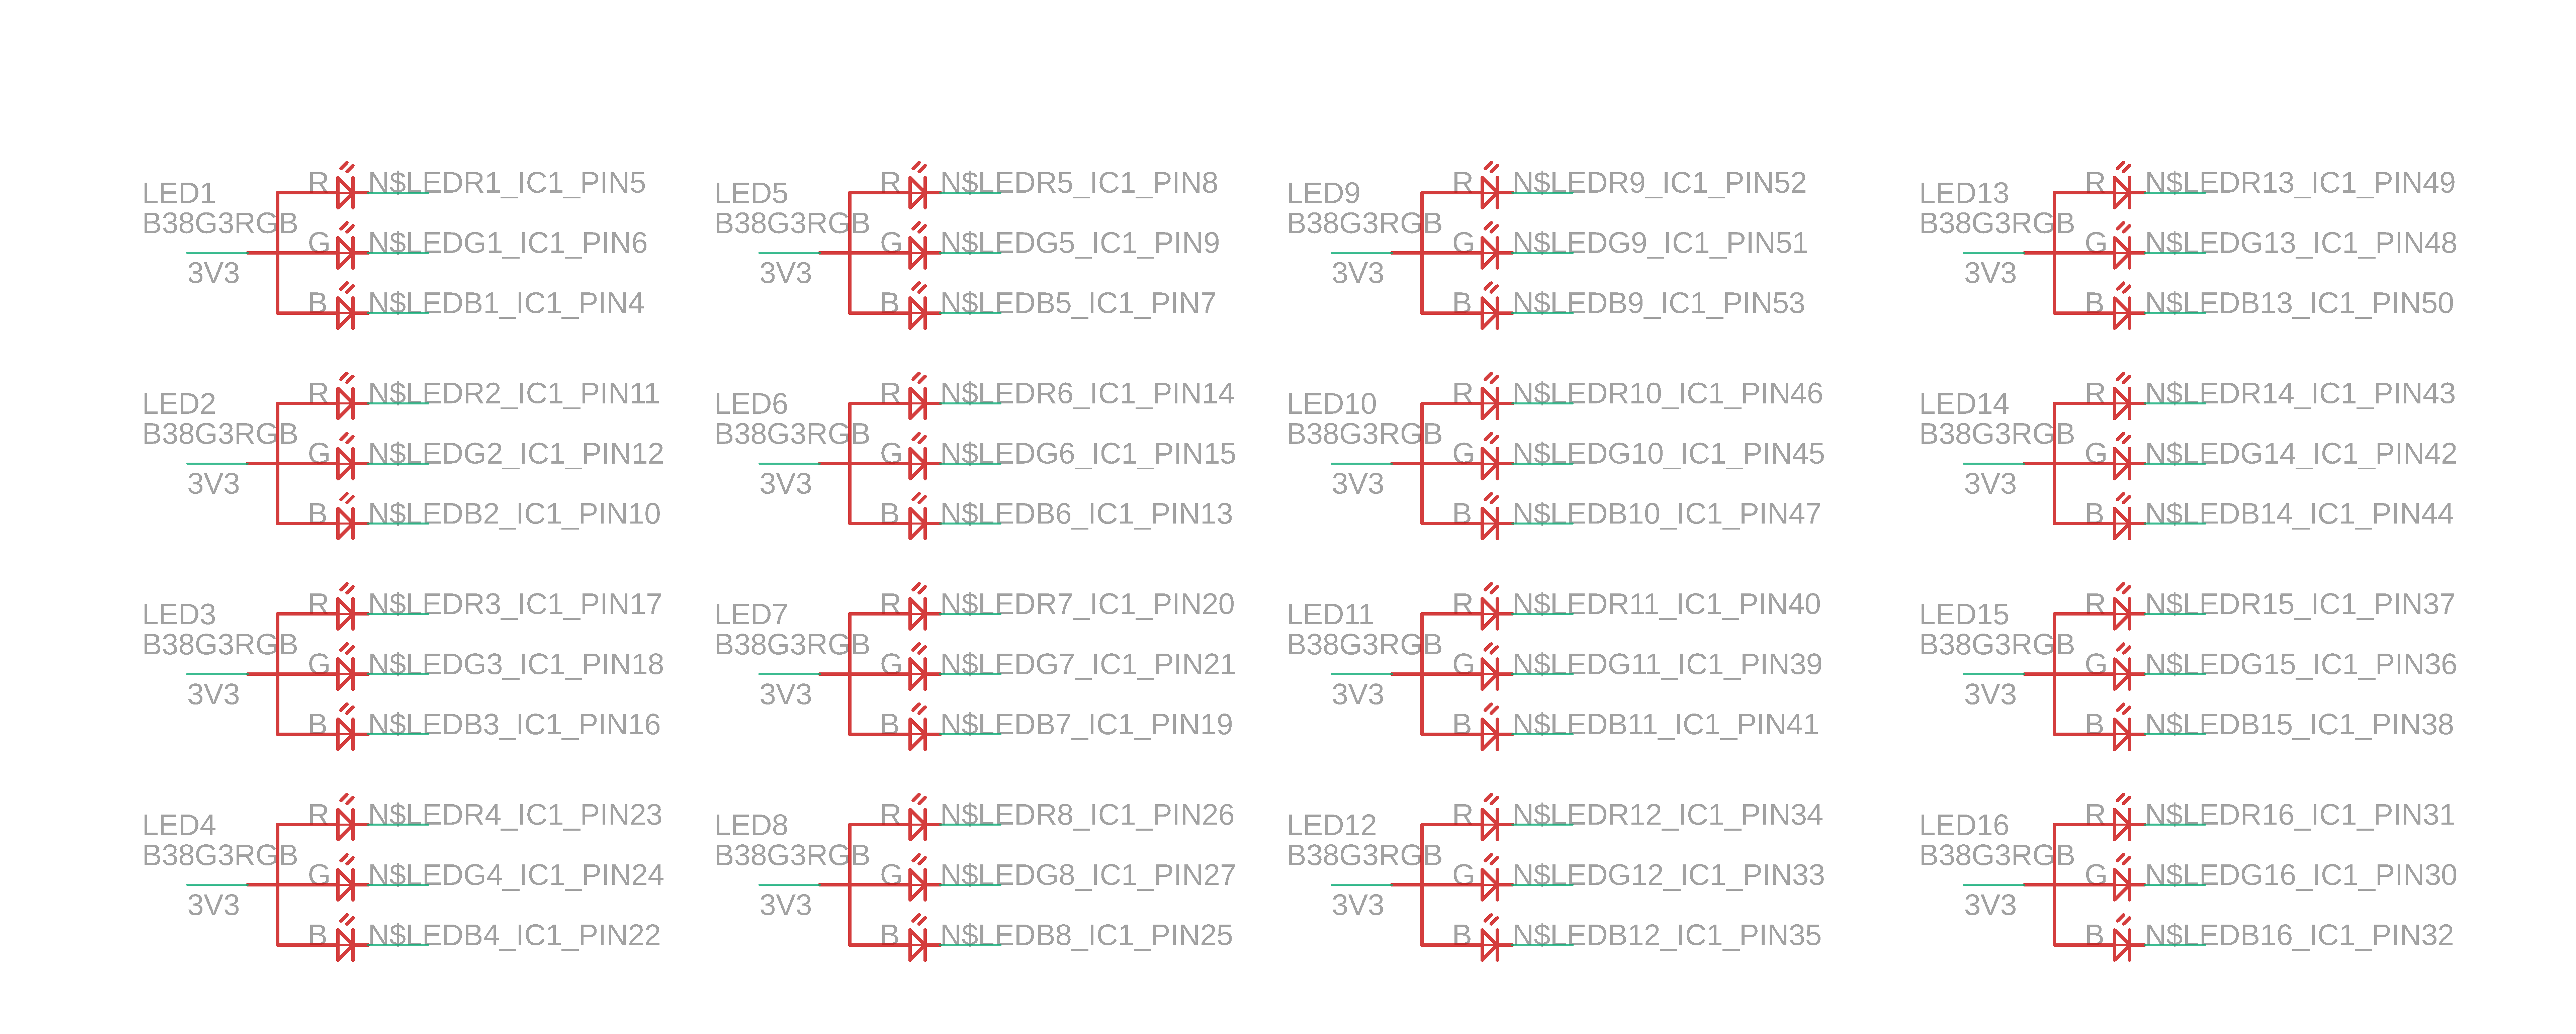 LED1
B38G3RGB
3V3
R
N$LEDR1_IC1_PIN5
G
N$LEDG1_IC1_PIN6
B
N$LEDB1_IC1_PIN4
LED5
B38G3RGB
3V3
R
N$LEDR5_IC1_PIN8
G
N$LEDG5_IC1_PIN9
B
N$LEDB5_IC1_PIN7
LED9
B38G3RGB
3V3
R
N$LEDR9_IC1_PIN52
G
N$LEDG9_IC1_PIN51
B
N$LEDB9_IC1_PIN53
LED13
B38G3RGB
3V3
R
N$LEDR13_IC1_PIN49
G
N$LEDG13_IC1_PIN48
B
N$LEDB13_IC1_PIN50
LED2
B38G3RGB
3V3
R
N$LEDR2_IC1_PIN11
G
N$LEDG2_IC1_PIN12
B
N$LEDB2_IC1_PIN10
LED6
B38G3RGB
3V3
R
N$LEDR6_IC1_PIN14
G
N$LEDG6_IC1_PIN15
B
N$LEDB6_IC1_PIN13
LED10
B38G3RGB
3V3
R
N$LEDR10_IC1_PIN46
G
N$LEDG10_IC1_PIN45
B
N$LEDB10_IC1_PIN47
LED14
B38G3RGB
3V3
R
N$LEDR14_IC1_PIN43
G
N$LEDG14_IC1_PIN42
B
N$LEDB14_IC1_PIN44
LED3
B38G3RGB
3V3
R
N$LEDR3_IC1_PIN17
G
N$LEDG3_IC1_PIN18
B
N$LEDB3_IC1_PIN16
LED7
B38G3RGB
3V3
R
N$LEDR7_IC1_PIN20
G
N$LEDG7_IC1_PIN21
B
N$LEDB7_IC1_PIN19
LED11
B38G3RGB
3V3
R
N$LEDR11_IC1_PIN40
G
N$LEDG11_IC1_PIN39
B
N$LEDB11_IC1_PIN41
LED15
B38G3RGB
3V3
R
N$LEDR15_IC1_PIN37
G
N$LEDG15_IC1_PIN36
B
N$LEDB15_IC1_PIN38
LED4
B38G3RGB
3V3
R
N$LEDR4_IC1_PIN23
G
N$LEDG4_IC1_PIN24
B
N$LEDB4_IC1_PIN22
LED8
B38G3RGB
3V3
R
N$LEDR8_IC1_PIN26
G
N$LEDG8_IC1_PIN27
B
N$LEDB8_IC1_PIN25
LED12
B38G3RGB
3V3
R
N$LEDR12_IC1_PIN34
G
N$LEDG12_IC1_PIN33
B
N$LEDB12_IC1_PIN35
LED16
B38G3RGB
3V3
R
N$LEDR16_IC1_PIN31
G
N$LEDG16_IC1_PIN30
B
N$LEDB16_IC1_PIN32